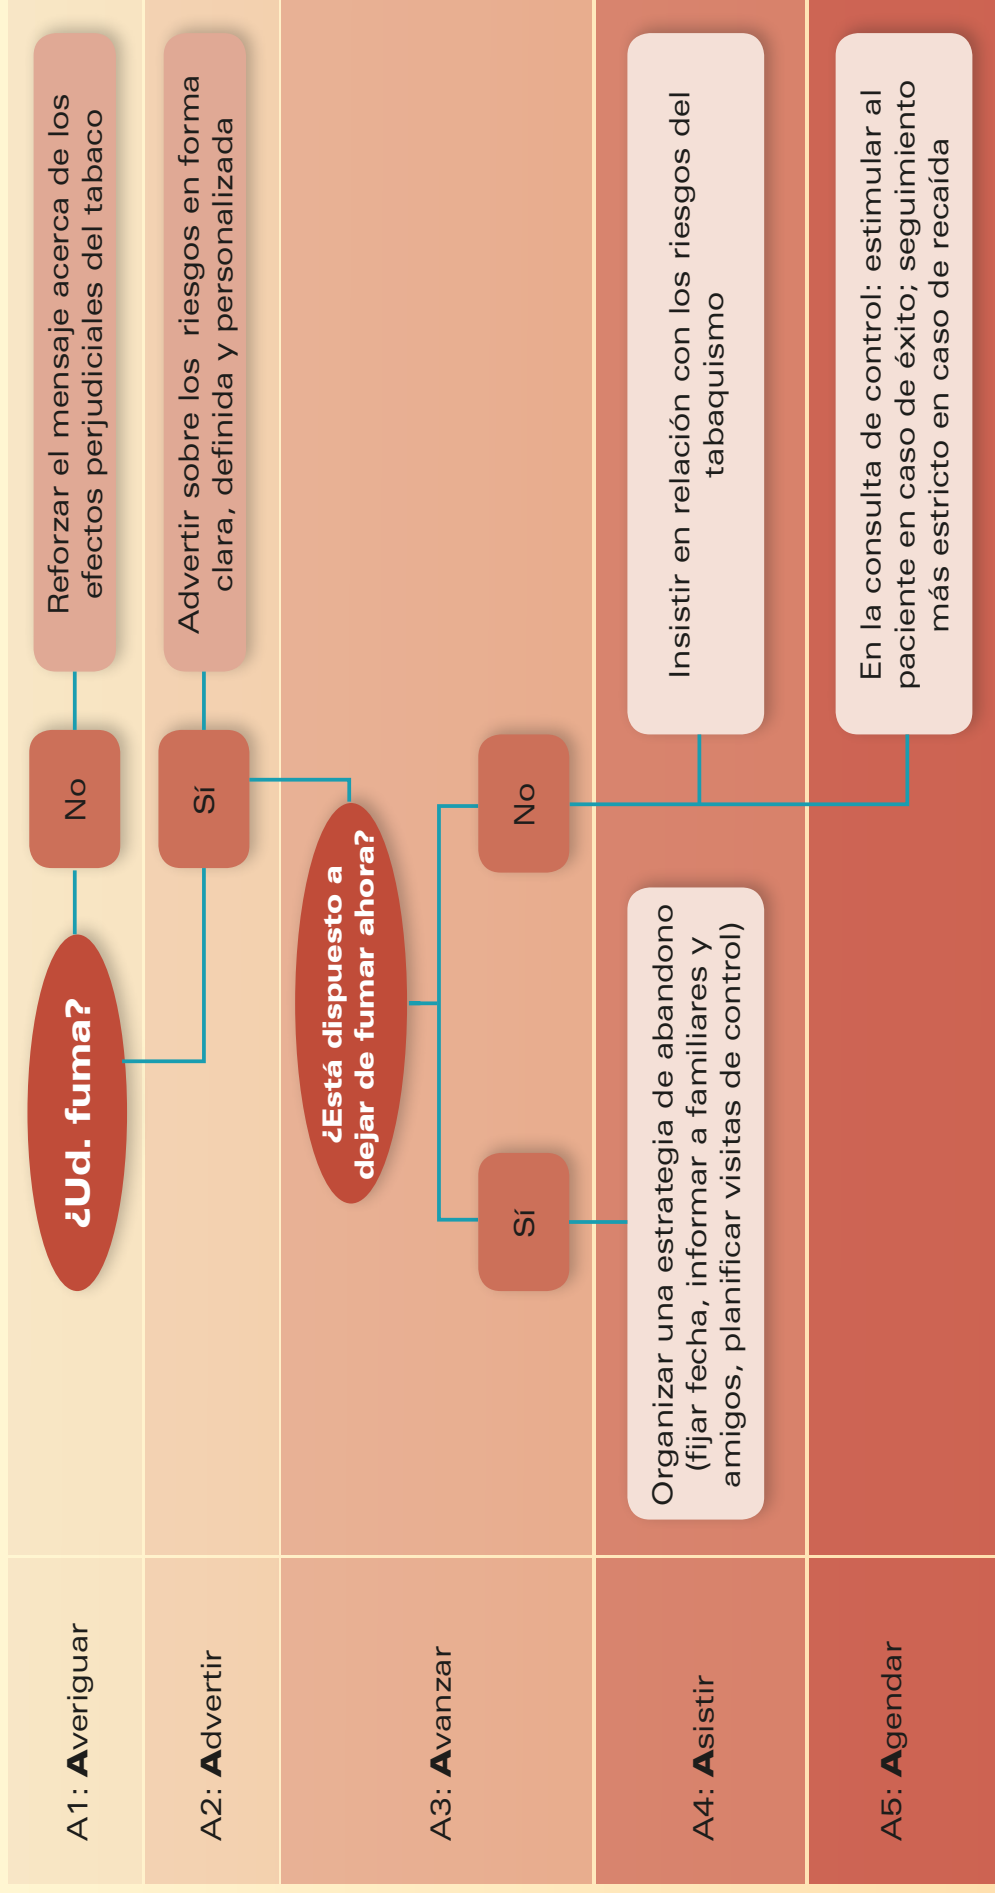 A1: Averiguar
¿Ud. fuma?
No
Reforzar el mensaje acerca de los
efectos perjudiciales del tabaco
A2: Advertir
Sí
Advertir sobre los riesgos en forma
clara, definida y personalizada
A3: Avanzar
¿Está dispuesto a
dejar de fumar ahora?
Sí
No
A4: Asistir
Organizar una estrategia de abandono
(fijar fecha, informar a familiares y
amigos, planificar visitas de control)
Insistir en relación con los riesgos del
tabaquismo
A5: Agendar
En la consulta de control: estimular al
paciente en caso de éxito; seguimiento
más estricto en caso de recaída